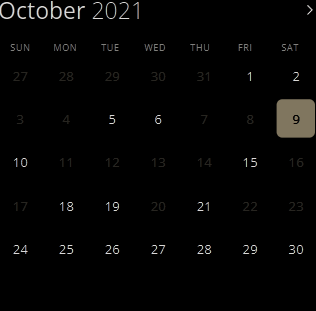 October 2021
SUN MON TUE WED THU FRI SAT
27 28 29 30 31 1 2
3 4 5 6 7 8 9
10 11 12 13 14 15 16
17 18 19 20 21 22 23
24 25 26 27 28 29 30